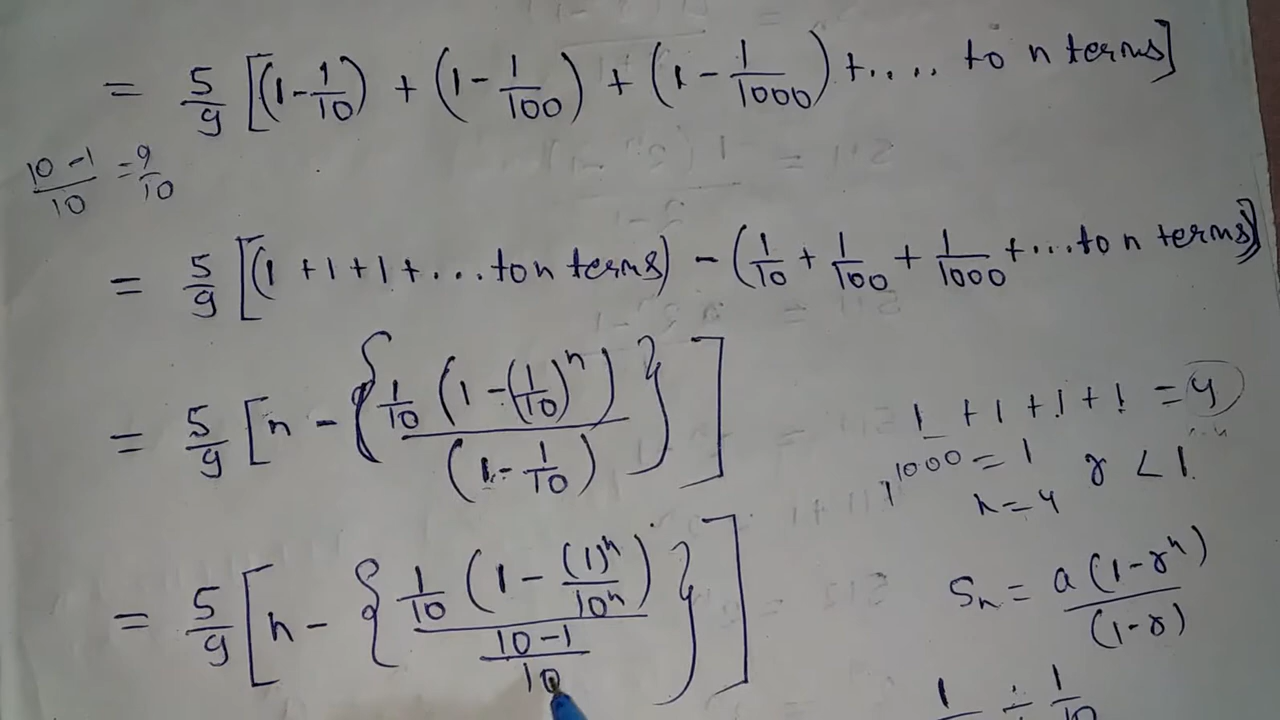 = 5/9 [(1 - 1/10) + (1 - 1/100) + (1 - 1/1000) + .... to n terms]
10 - 1/10 = 9/10
= 5/9 [(1 + 1 + 1 + ... to n terms) - (1/10 + 1/100 + 1/1000 + ... to n terms)]
= 5/9 [n - {1/10 (1 - (1/10)^n) / (1 - 1/10)}]
1 + 1 + 1 + 1 = 4
1^1000 = 1 r < 1
n = 4
= 5/9 [n - {1/10 (1 - (1)^n/10^n) / (10 - 1/10)}]
Sn = a(1 - r^n)/(1 - r)
÷ 1/10